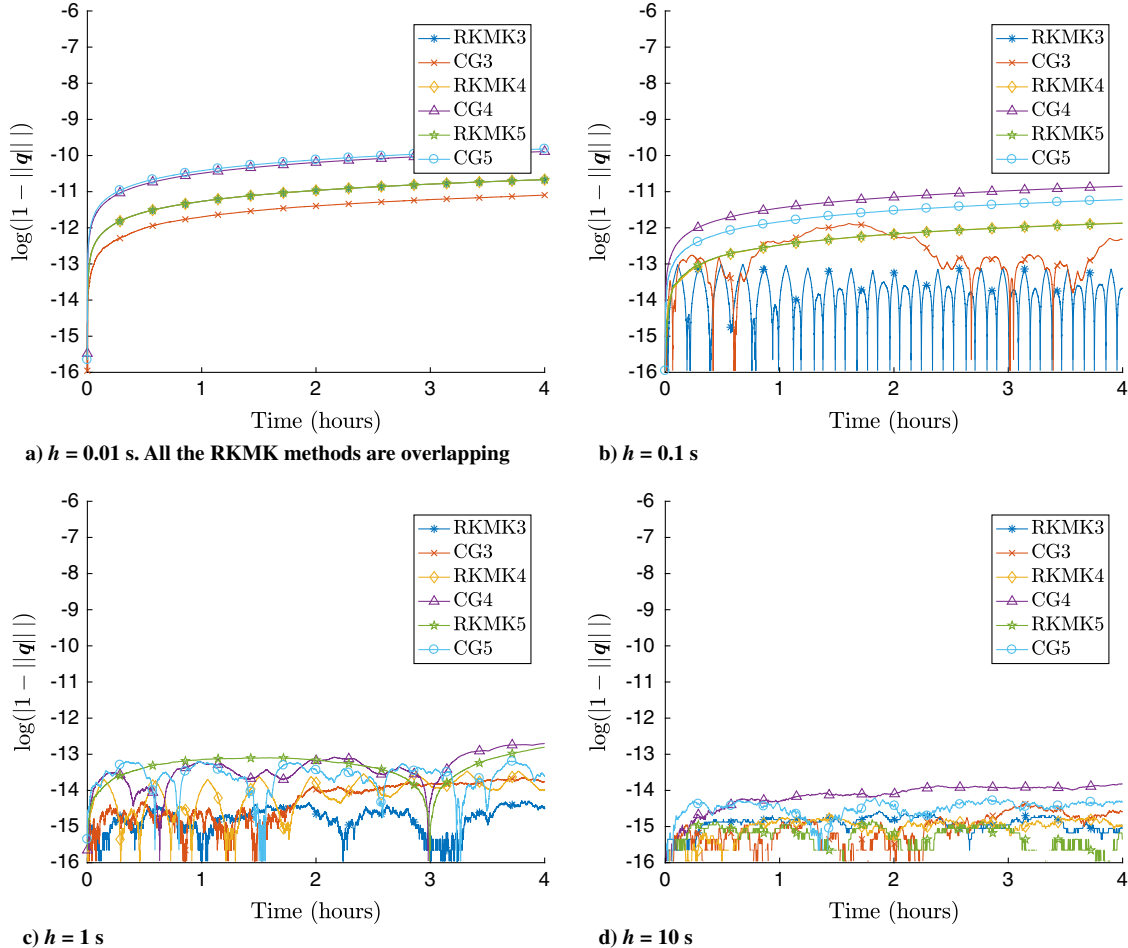 -6
-7
-8
-9
-10
-11
-12
-13
-14
-15
-16
log(|1 − ||q|| |)
0 1 2 3 4
Time (hours)
RKMK3
CG3
RKMK4
CG4
RKMK5
CG5
a) h = 0.01 s. All the RKMK methods are overlapping
-6
-7
-8
-9
-10
-11
-12
-13
-14
-15
-16
log(|1 − ||q|| |)
0 1 2 3 4
Time (hours)
RKMK3
CG3
RKMK4
CG4
RKMK5
CG5
b) h = 0.1 s
-6
-7
-8
-9
-10
-11
-12
-13
-14
-15
-16
log(|1 − ||q|| |)
0 1 2 3 4
Time (hours)
RKMK3
CG3
RKMK4
CG4
RKMK5
CG5
c) h = 1 s
-6
-7
-8
-9
-10
-11
-12
-13
-14
-15
-16
log(|1 − ||q|| |)
0 1 2 3 4
Time (hours)
RKMK3
CG3
RKMK4
CG4
RKMK5
CG5
d) h = 10 s